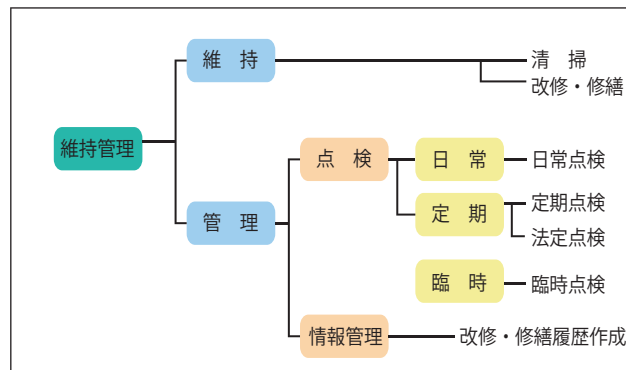 維持管理
維　持
清　掃
改修・修繕
管　理
点　検
日　常
日常点検
定　期
定期点検
法定点検
臨　時
臨時点検
情報管理
改修・修繕履歴作成